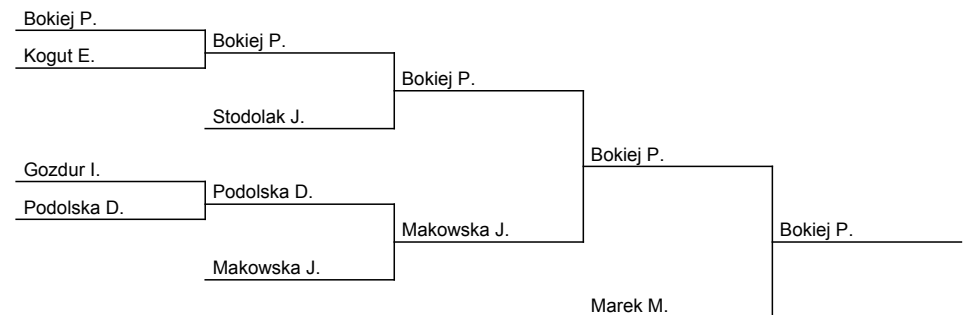 Bokiej P.
Kogut E.
Bokiej P.
Bokiej P.
Stodolak J.
Bokiej P.
Gozdur I.
Podolska D.
Podolska D.
Makowska J.
Bokiej P.
Makowska J.
Marek M.